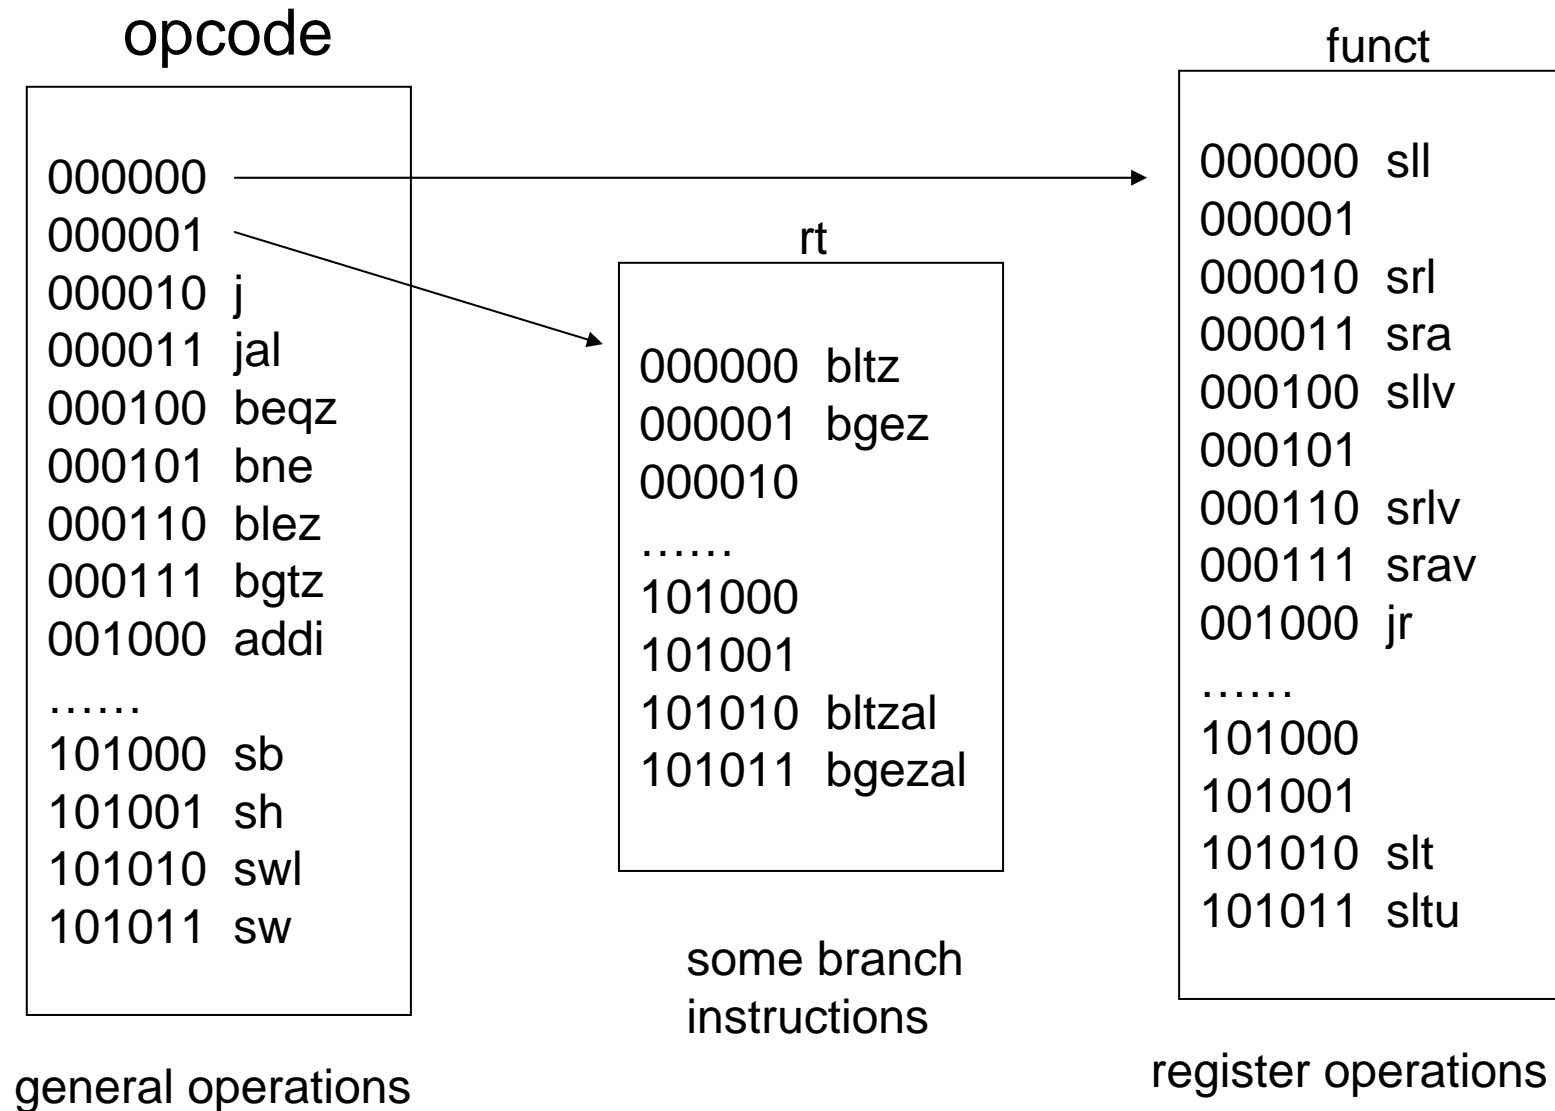 opcode
000000
000001
000010 j
000011 jal
000100 beqz
000101 bne
000110 blez
000111 bgtz
001000 addi
......
101000 sb
101001 sh
101010 swl
101011 sw
general operations
rt
000000 bltz
000001 bgez
000010
......
101000
101001
101010 bltzal
101011 bgezal
some branch
instructions
funct
000000 sll
000001
000010 srl
000011 sra
000100 sllv
000101
000110 srlv
000111 srav
001000 jr
......
101000
101001
101010 slt
101011 sltu
register operations